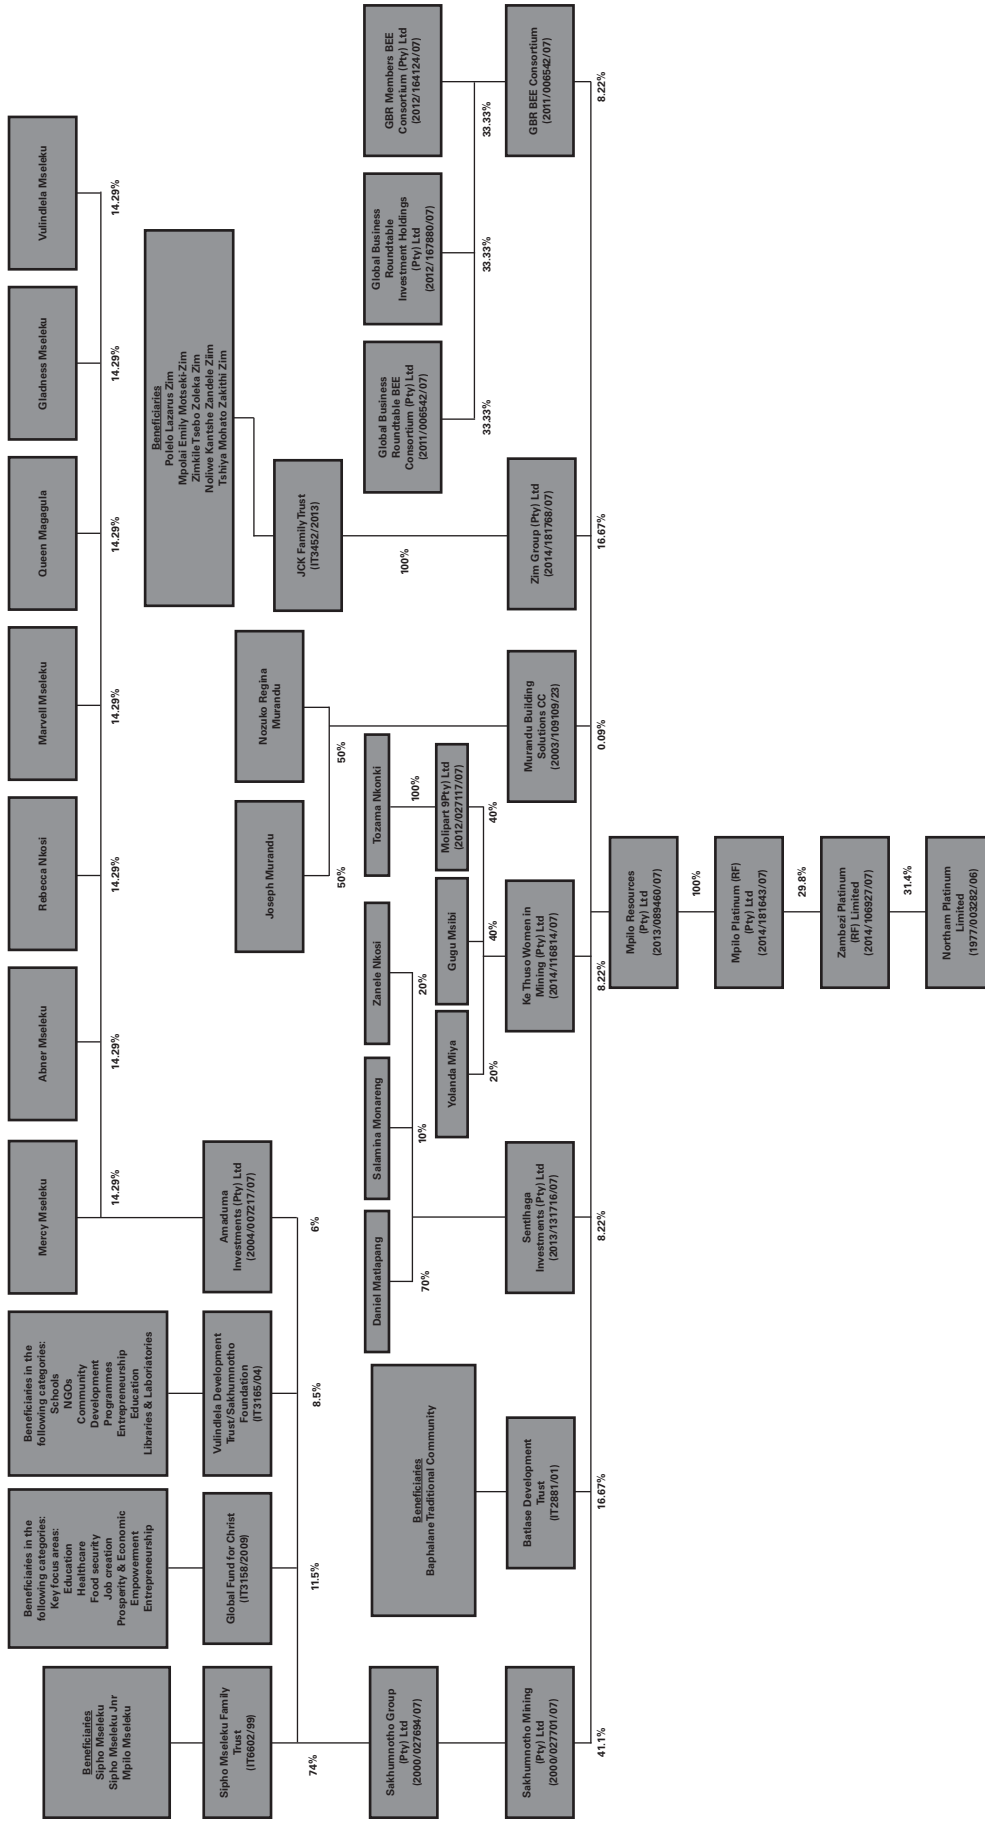 Beneficiaries
Sipho Mseleku
Sipho Mseleku Jnr
Mpilo Mseleku
Beneficiaries in the
following categories:
Key focus areas:
Education
Healthcare
Food security
Job creation
Prosperity & Economic
Empowerment
Entrepreneurship
Beneficiaries in the
following categories:
Schools
NGOs
Community
Development
Programmes
Entrepreneurship
Education
Libraries & Laboriatories
Mercy Mseleku
Abner Mseleku
Rebecca Nkosi
Marvell Mseleku
Queen Magagula
Gladness Mseleku
Vulindlela Mseleku
14.29%
14.29%
14.29%
14.29%
14.29%
14.29%
14.29%
Sipho Mseleku Family
Trust
(IT6602/99)
Global Fund for Christ
(IT3158/2009)
Vulindlela Development
Trust/Sakhumnotho
Foundation
(IT3165/04)
Amaduma
Investments (Pty) Ltd
(2004/007217/07)
74%
11.5%
8.5%
6%
Beneficiaries
Polelo Lazarus Zim
Mpolai Emily Motseki-Zim
Zimkile Tsebo Zoleka Zim
Noliwe Kantshe Zandele Ziim
Tshiya Mohato Zakithi Zim
Joseph Murandu
Nozuko Regina
Murandu
50%
50%
JCK Family Trust
(IT3452/2013)
100%
Sakhumnotho Group
(Pty) Ltd
(2000/027694/07)
Beneficiaries
Baphalane Traditional Community
Daniel Matlapang
Salamina Monareng
Zanele Nkosi
Tozama Nkonki
70%
10%
20%
100%
Global Business
Roundtable BEE
Consortium (Pty) Ltd
(2011/006542/07)
Global Business
Roundtable
Investment Holdings
(Pty) Ltd
(2012/167880/07)
GBR Members BEE
Consortium (Pty) Ltd
(2012/164124/07)
33.33%
33.33%
33.33%
Yolanda Miya
Gugu Msibi
Molipart 9Pty) Ltd
(2012/027117/07)
20%
40%
40%
Sakhumnotho Mining
(Pty) Ltd
(2000/027701/07)
Batlase Development
Trust
(IT2881/01)
Sentlhaga
Investments (Pty) Ltd
(2013/131716/07)
Ke Thuso Women in
Mining (Pty) Ltd
(2014/116814/07)
Murandu Building
Solutions CC
(2003/109109/23)
Zim Group (Pty) Ltd
(2014/181768/07)
GBR BEE Consortium
(2011/006542/07)
41.1%
16.67%
8.22%
8.22%
0.09%
16.67%
8.22%
Mpilo Resources
(Pty) Ltd
(2013/089460/07)
100%
Mpilo Platinum (RF)
(Pty) Ltd
(2014/181643/07)
29.8%
Zambezi Platinum
(RF) Limited
(2014/106927/07)
31.4%
Northam Platinum
Limited
(1977/003282/06)